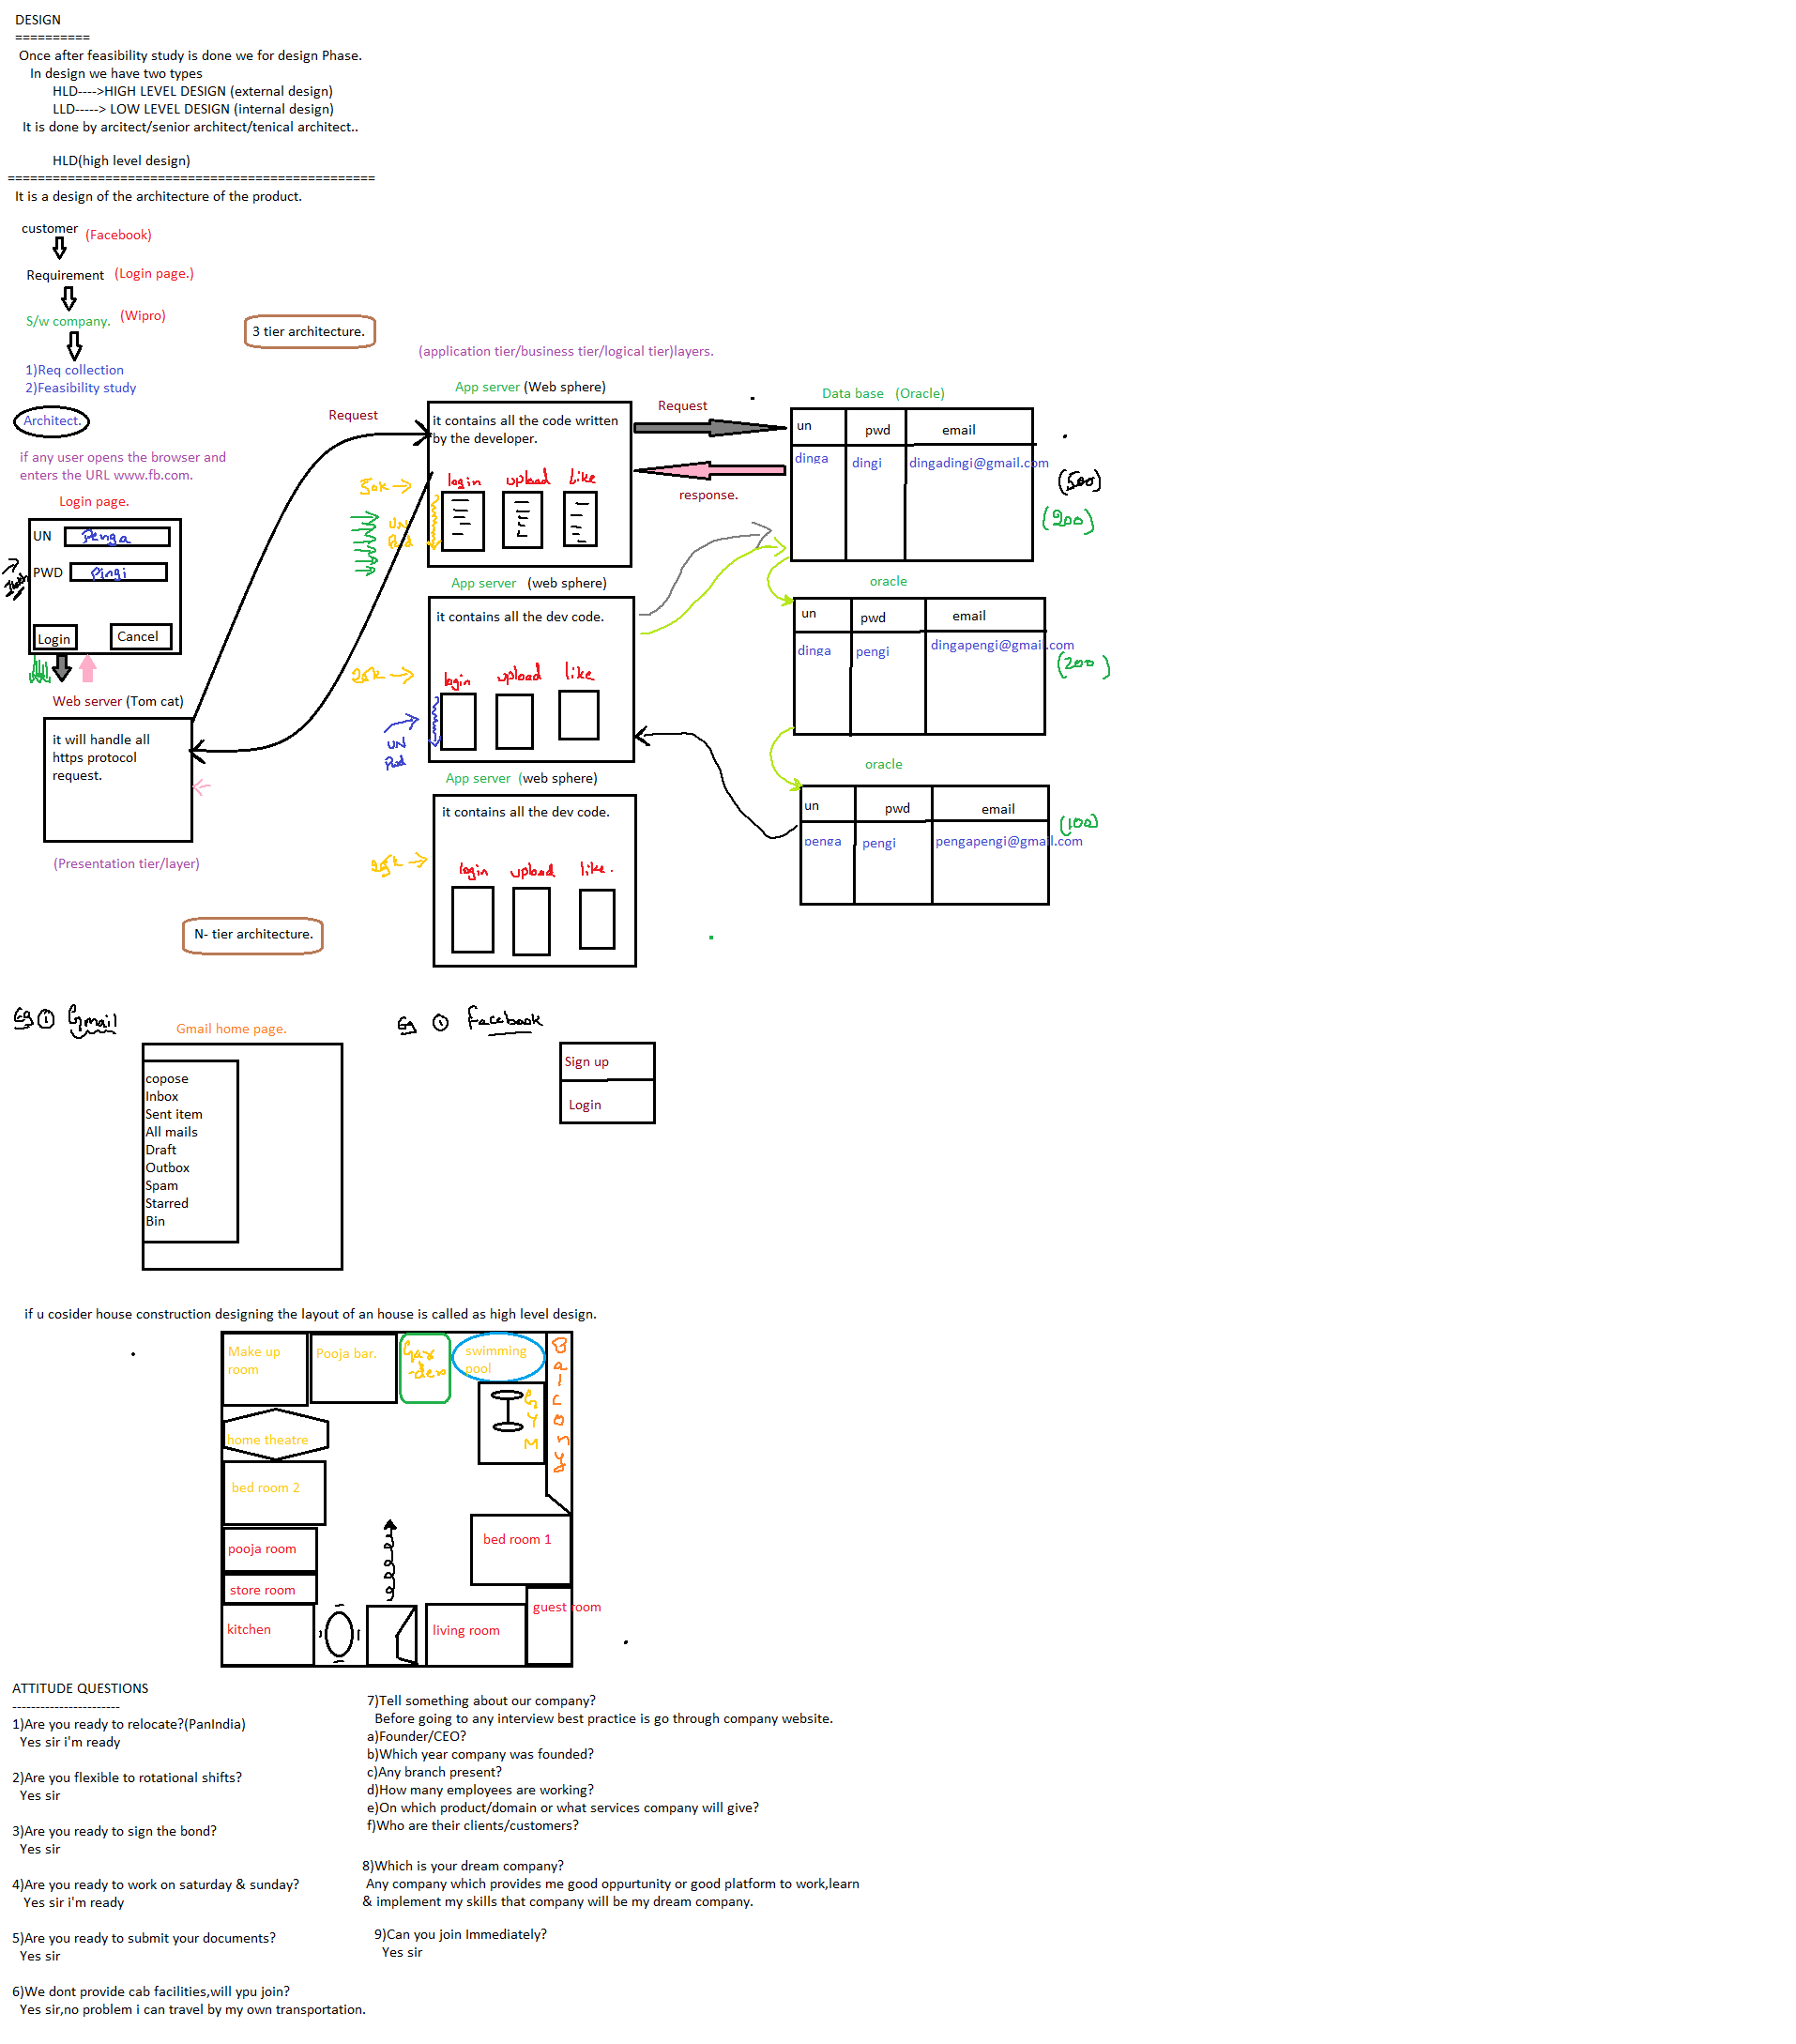 DESIGN
==========
Once after feasibility study is done we for design Phase.
In design we have two types
HLD---->HIGH LEVEL DESIGN (external design)
LLD-----> LOW LEVEL DESIGN (internal design)
It is done by arcitect/senior architect/tenical architect..
HLD(high level design)
=================================================
It is a design of the architecture of the product.
customer (Facebook)
Requirement (Login page.)
S/w company. (Wipro)
1)Req collection
2)Feasibility study
Architect.
if any user opens the browser and
enters the URL www.fb.com.
Login page.
UN Penga
PWD Pingi
Login Cancel
Web server (Tom cat)
it will handle all
https protocol
request.
(Presentation tier/layer)
3 tier architecture.
N- tier architecture.
(application tier/business tier/logical tier)layers.
Request
App server (Web sphere)
it contains all the code written
by the developer.
50k
login upload like
UN
Pwd
App server (web sphere)
it contains all the dev code.
25k
login upload like
UN
Pwd
App server (web sphere)
it contains all the dev code.
25k
login upload like.
Request
response.
Data base (Oracle)
un pwd email
dinga dingi dingadingi@gmail.com
(500)
(200)
oracle
un pwd email
dinga pengi dingapengi@gmail.com
(200)
oracle
un pwd email
penga pengi pengapengi@gmail.com
(100)
Eg ① Gmail
Gmail home page.
copose
Inbox
Sent item
All mails
Draft
Outbox
Spam
Starred
Bin
Eg ① Facebook
Sign up
Login
if u cosider house construction designing the layout of an house is called as high level design.
Make up
room
Pooja bar.
Gar
-den
swimming
pool
Balcony
GYM
home theatre
bed room 2
pooja room
store room
kitchen
living room
bed room 1
guest room
ATTITUDE QUESTIONS
-----------------------
1)Are you ready to relocate?(PanIndia)
Yes sir i'm ready
2)Are you flexible to rotational shifts?
Yes sir
3)Are you ready to sign the bond?
Yes sir
4)Are you ready to work on saturday & sunday?
Yes sir i'm ready
5)Are you ready to submit your documents?
Yes sir
6)We dont provide cab facilities,will ypu join?
Yes sir,no problem i can travel by my own transportation.
7)Tell something about our company?
Before going to any interview best practice is go through company website.
a)Founder/CEO?
b)Which year company was founded?
c)Any branch present?
d)How many employees are working?
e)On which product/domain or what services company will give?
f)Who are their clients/customers?
8)Which is your dream company?
Any company which provides me good oppurtunity or good platform to work,learn
& implement my skills that company will be my dream company.
9)Can you join Immediately?
Yes sir